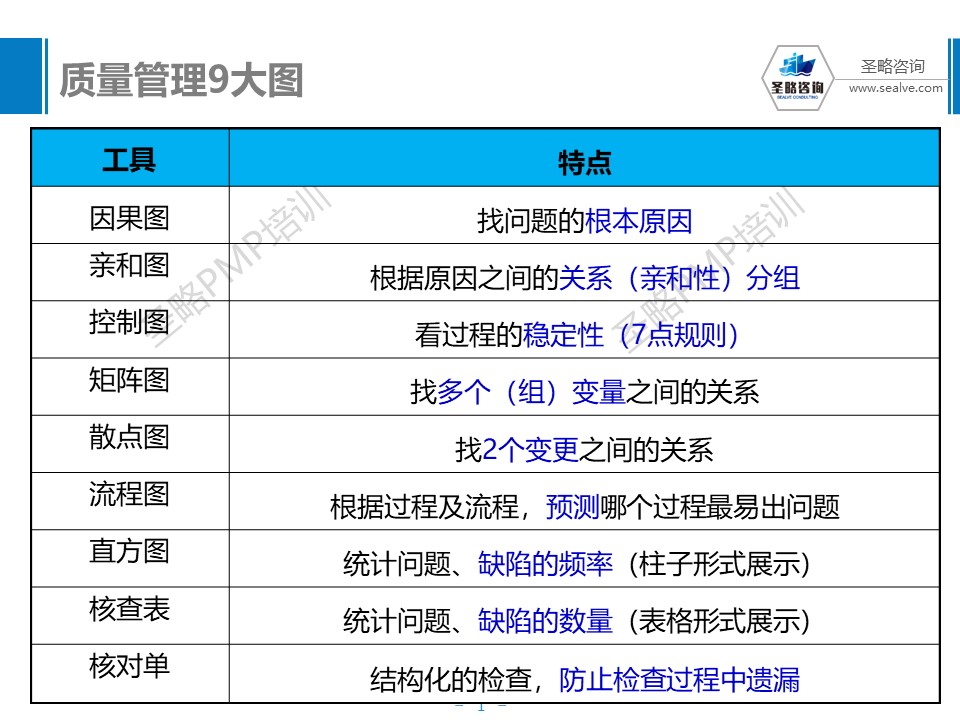 质量管理9大图
圣略咨询
SEALVE CONSULTING
圣略咨询
www.sealve.com
工具 特点
因果图 找问题的根本原因
亲和图 根据原因之间的关系（亲和性）分组
控制图 看过程的稳定性（7点规则）
矩阵图 找多个（组）变量之间的关系
散点图 找2个变更之间的关系
流程图 根据过程及流程，预测哪个过程最易出问题
直方图 统计问题、缺陷的频率（柱子形式展示）
核查表 统计问题、缺陷的数量（表格形式展示）
核对单 结构化的检查，防止检查过程中遗漏
圣略PMP培训
圣略PMP培训
- 1 -